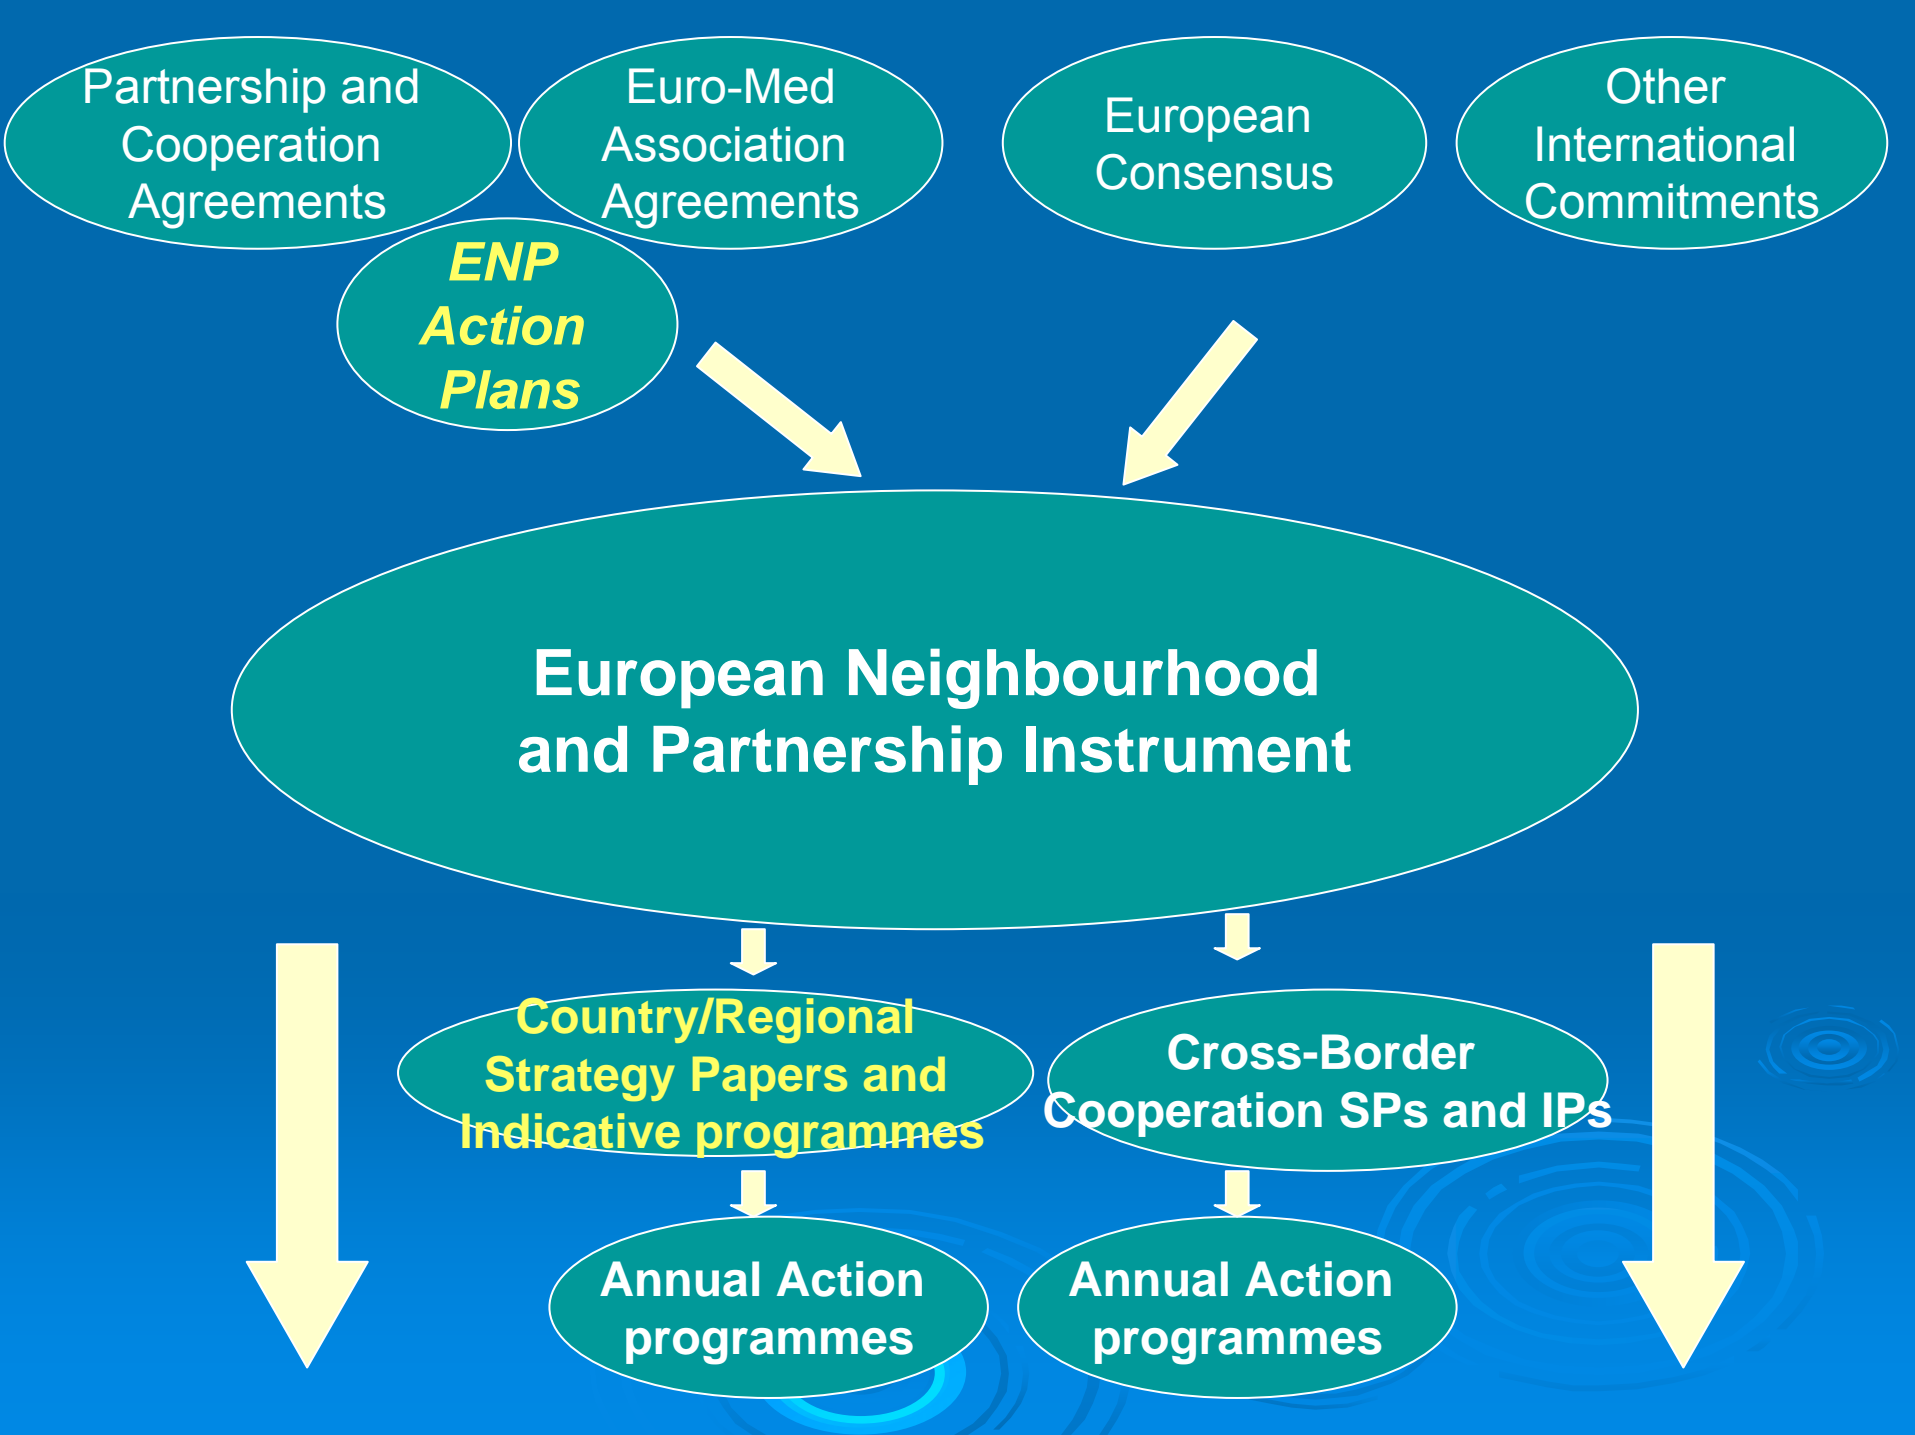 Partnership and
Cooperation
Agreements
Euro-Med
Association
Agreements
European
Consensus
Other
International
Commitments
ENP
Action
Plans
European Neighbourhood
and Partnership Instrument
Country/Regional
Strategy Papers and
Indicative programmes
Cross-Border
Cooperation SPs and IPs
Annual Action
programmes
Annual Action
programmes